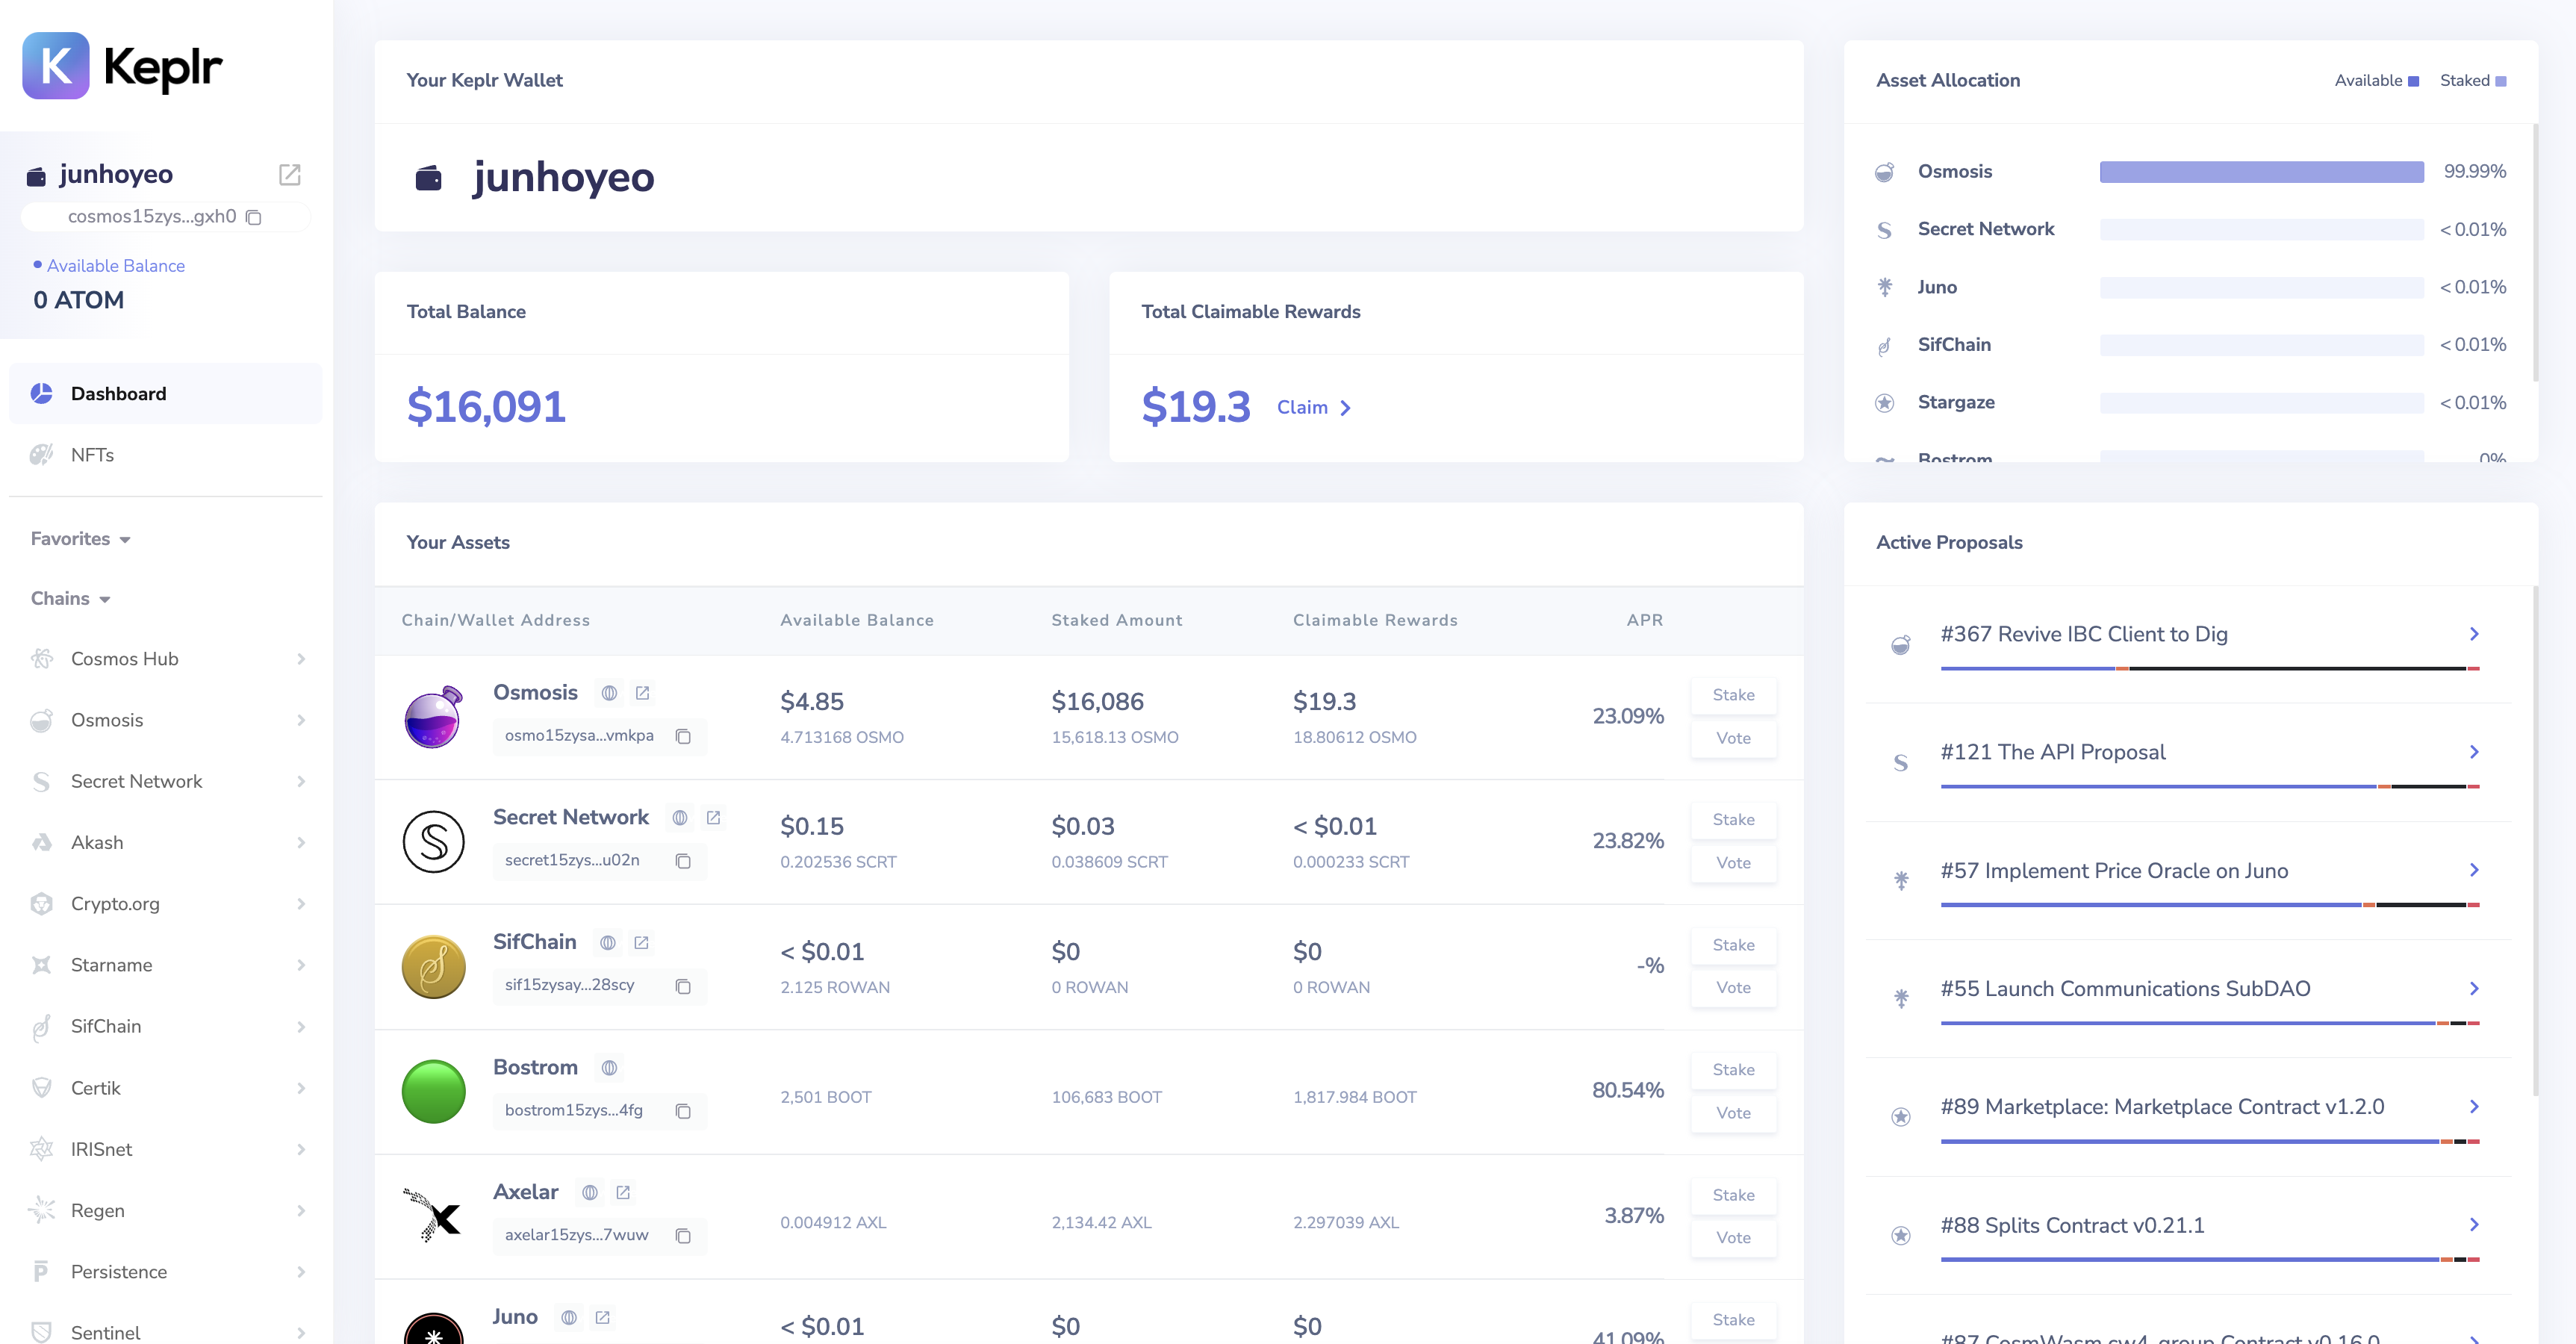 K Keplr
junhoyeo
cosmos15zys...gxh0
Available Balance
0 ATOM
Dashboard
NFTs
Favorites
Chains
Cosmos Hub
Osmosis
Secret Network
Akash
Crypto.org
Starname
SifChain
Certik
IRISnet
Regen
Persistence
Sentinel
Your Keplr Wallet
junhoyeo
Total Balance
$16,091
Total Claimable Rewards
$19.3 Claim
Asset Allocation Available Staked
Osmosis 99.99%
Secret Network < 0.01%
Juno < 0.01%
SifChain < 0.01%
Stargaze < 0.01%
Bostrom 0%
Your Assets
Chain/Wallet Address Available Balance Staked Amount Claimable Rewards APR
Osmosis $4.85 $16,086 $19.3 23.09% Stake
osmo15zysa...vmkpa 4.713168 OSMO 15,618.13 OSMO 18.80612 OSMO Vote
Secret Network $0.15 $0.03 < $0.01 23.82% Stake
secret15zys...u02n 0.202536 SCRT 0.038609 SCRT 0.000233 SCRT Vote
SifChain < $0.01 $0 $0 -% Stake
sif15zysay...28scy 2.125 ROWAN 0 ROWAN 0 ROWAN Vote
Bostrom 80.54% Stake
bostrom15zys...4fg 2,501 BOOT 106,683 BOOT 1,817.984 BOOT Vote
Axelar 3.87% Stake
axelar15zys...7wuw 0.004912 AXL 2,134.42 AXL 2.297039 AXL Vote
Juno < $0.01 $0 $0 41.09% Stake
Active Proposals
#367 Revive IBC Client to Dig
#121 The API Proposal
#57 Implement Price Oracle on Juno
#55 Launch Communications SubDAO
#89 Marketplace: Marketplace Contract v1.2.0
#88 Splits Contract v0.21.1
#87 CosmWasm cw4-group Contract v0.16.0